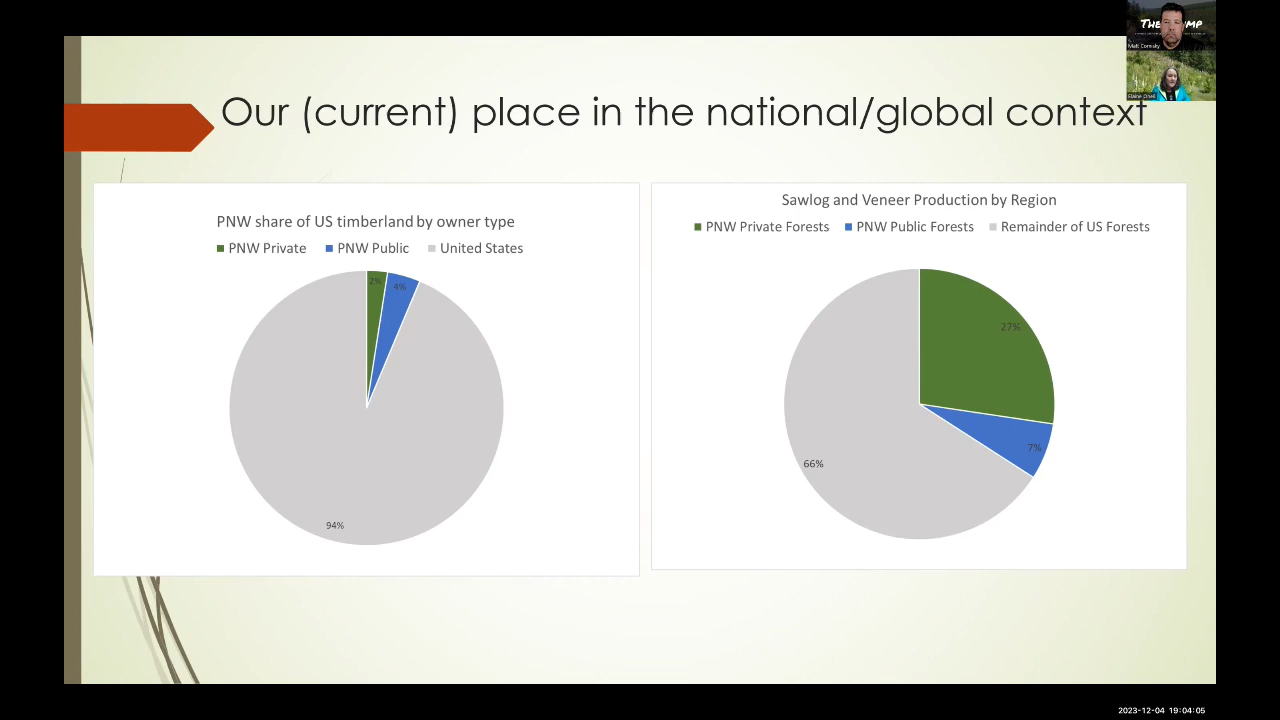 Our (current) place in the national/global context
PNW share of US timberland by owner type
PNW Private PNW Public United States
2%
4%
94%
Sawlog and Veneer Production by Region
PNW Private Forests PNW Public Forests Remainder of US Forests
27%
7%
66%
Matt Comisky
2023-12-04 19:04:05